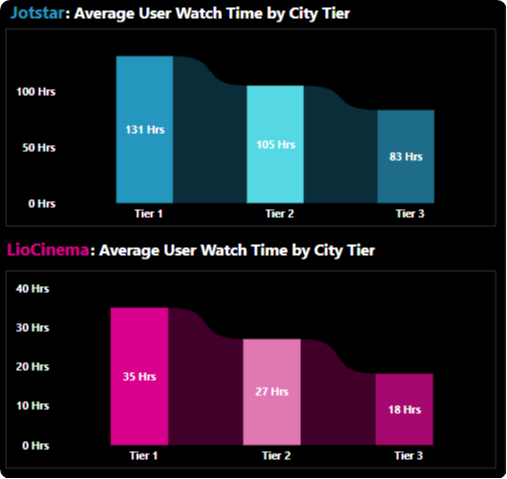 Jotstar: Average User Watch Time by City Tier
100 Hrs
50 Hrs
0 Hrs
131 Hrs
105 Hrs
83 Hrs
Tier 1
Tier 2
Tier 3
LioCinema: Average User Watch Time by City Tier
40 Hrs
30 Hrs
20 Hrs
10 Hrs
0 Hrs
35 Hrs
27 Hrs
18 Hrs
Tier 1
Tier 2
Tier 3